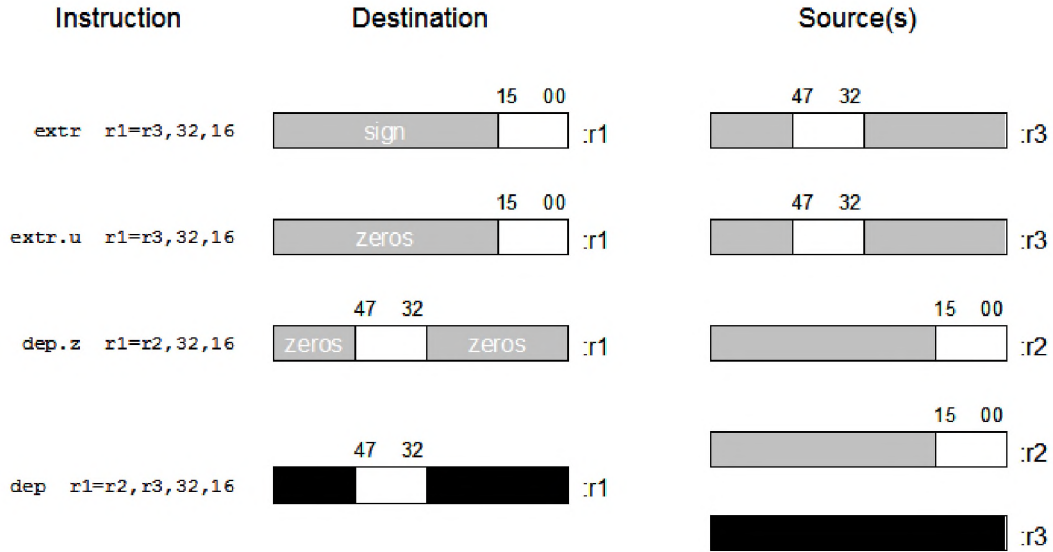 Instruction Destination Source(s)
15 00 47 32
extr r1=r3,32,16 sign :r1 :r3
15 00 47 32
extr.u r1=r3,32,16 zeros :r1 :r3
47 32 15 00
dep.z r1=r2,32,16 zeros zeros :r1 :r2
15 00
:r2
47 32
dep r1=r2,r3,32,16 :r1
:r3